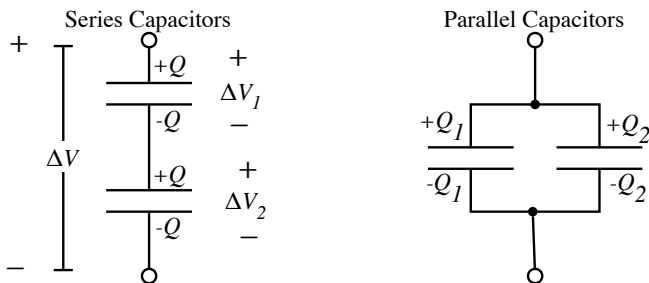 Series Capacitors
+
+Q
+
ΔV₁
-Q
−
ΔV
+Q
+
ΔV₂
-Q
−
−
Parallel Capacitors
+Q₁
+Q₂
-Q₁
-Q₂